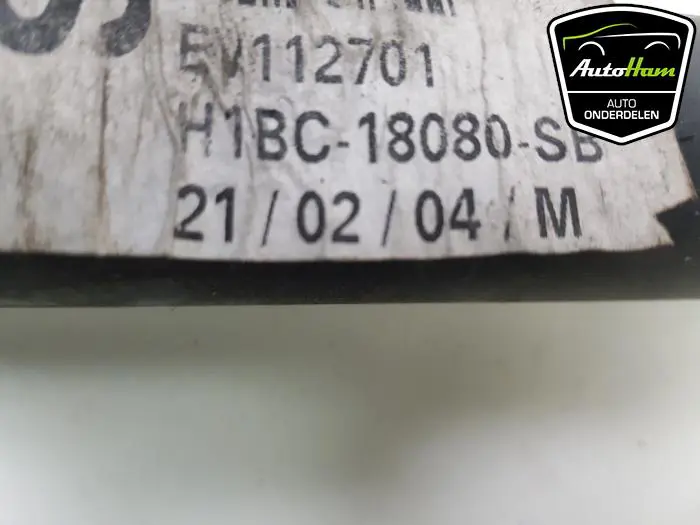 EV112701
H1BC-18080-SB
21/02/04/M
AutoHam
AUTO
ONDERDELEN